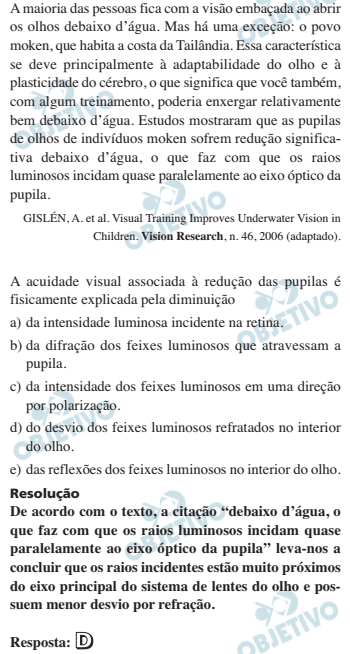 A maioria das pessoas fica com a visão embaçada ao abrir
os olhos debaixo d'água. Mas há uma exceção: o povo
moken, que habita a costa da Tailândia. Essa característica
se deve principalmente à adaptabilidade do olho e à
plasticidade do cérebro, o que significa que você também,
com algum treinamento, poderia enxergar relativamente
bem debaixo d'água. Estudos mostraram que as pupilas
de olhos de indivíduos moken sofrem redução significa-
tiva debaixo d'água, o que faz com que os raios
luminosos incidam quase paralelamente ao eixo óptico da
pupila.
GISLÉN, A. et al. Visual Training Improves Underwater Vision in
Children. Vision Research, n. 46, 2006 (adaptado).
A acuidade visual associada à redução das pupilas é
fisicamente explicada pela diminuição
a) da intensidade luminosa incidente na retina.
b) da difração dos feixes luminosos que atravessam a
pupila.
c) da intensidade dos feixes luminosos em uma direção
por polarização.
d) do desvio dos feixes luminosos refratados no interior
do olho.
e) das reflexões dos feixes luminosos no interior do olho.
Resolução
De acordo com o texto, a citação “debaixo d'água, o
que faz com que os raios luminosos incidam quase
paralelamente ao eixo óptico da pupila” leva-nos a
concluir que os raios incidentes estão muito próximos
do eixo principal do sistema de lentes do olho e pos-
suem menor desvio por refração.
Resposta: D
OBJETIVO
OBJETIVO
OBJETIVO
OBJETIVO
OBJETIVO
OBJETIVO
OBJETIVO
OBJETIVO